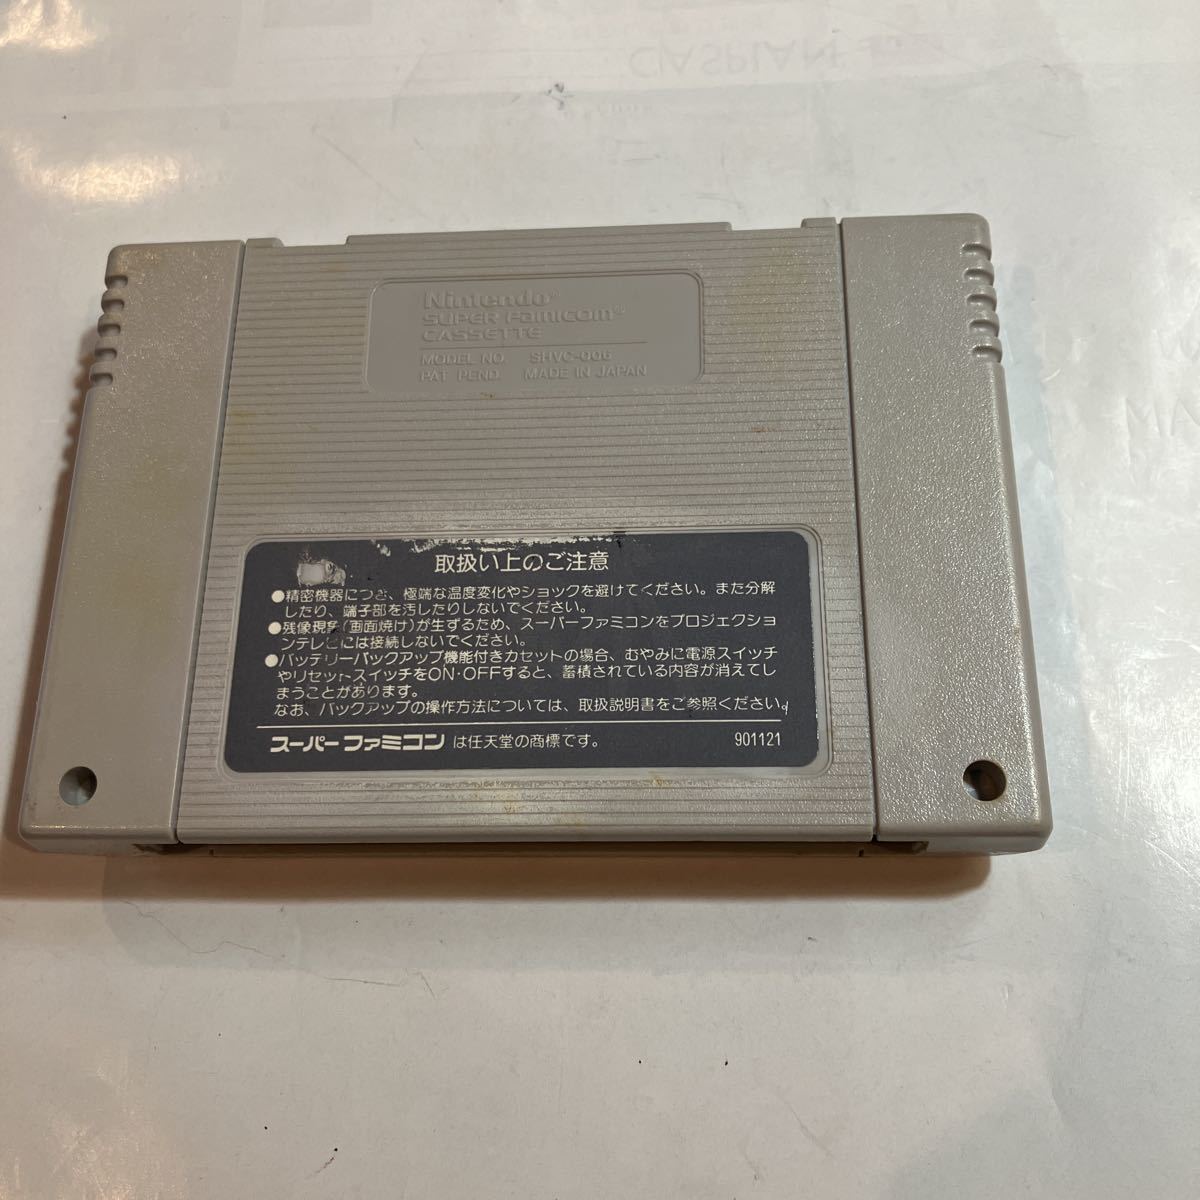 Nintendo®
SUPER Famicom®
CASSETTE
MODEL NO. SHVC-006
PAT PEND. MADE IN JAPAN
取扱い上のご注意
●精密機器につき、極端な温度変化やショックを避けてください。また分解
したり、端子部を汚したりしないでください。
●残像現象(画面焼け)が生ずるため、スーパーファミコンをプロジェクショ
ンテレビには接続しないでください。
●バッテリーバックアップ機能付きカセットの場合、むやみに電源スイッチ
やリセットスイッチをON・OFFすると、蓄積されている内容が消えてし
まうことがあります。
なお、バックアップの操作方法については、取扱説明書をご参照ください。
スーパーファミコン は任天堂の商標です。 901121